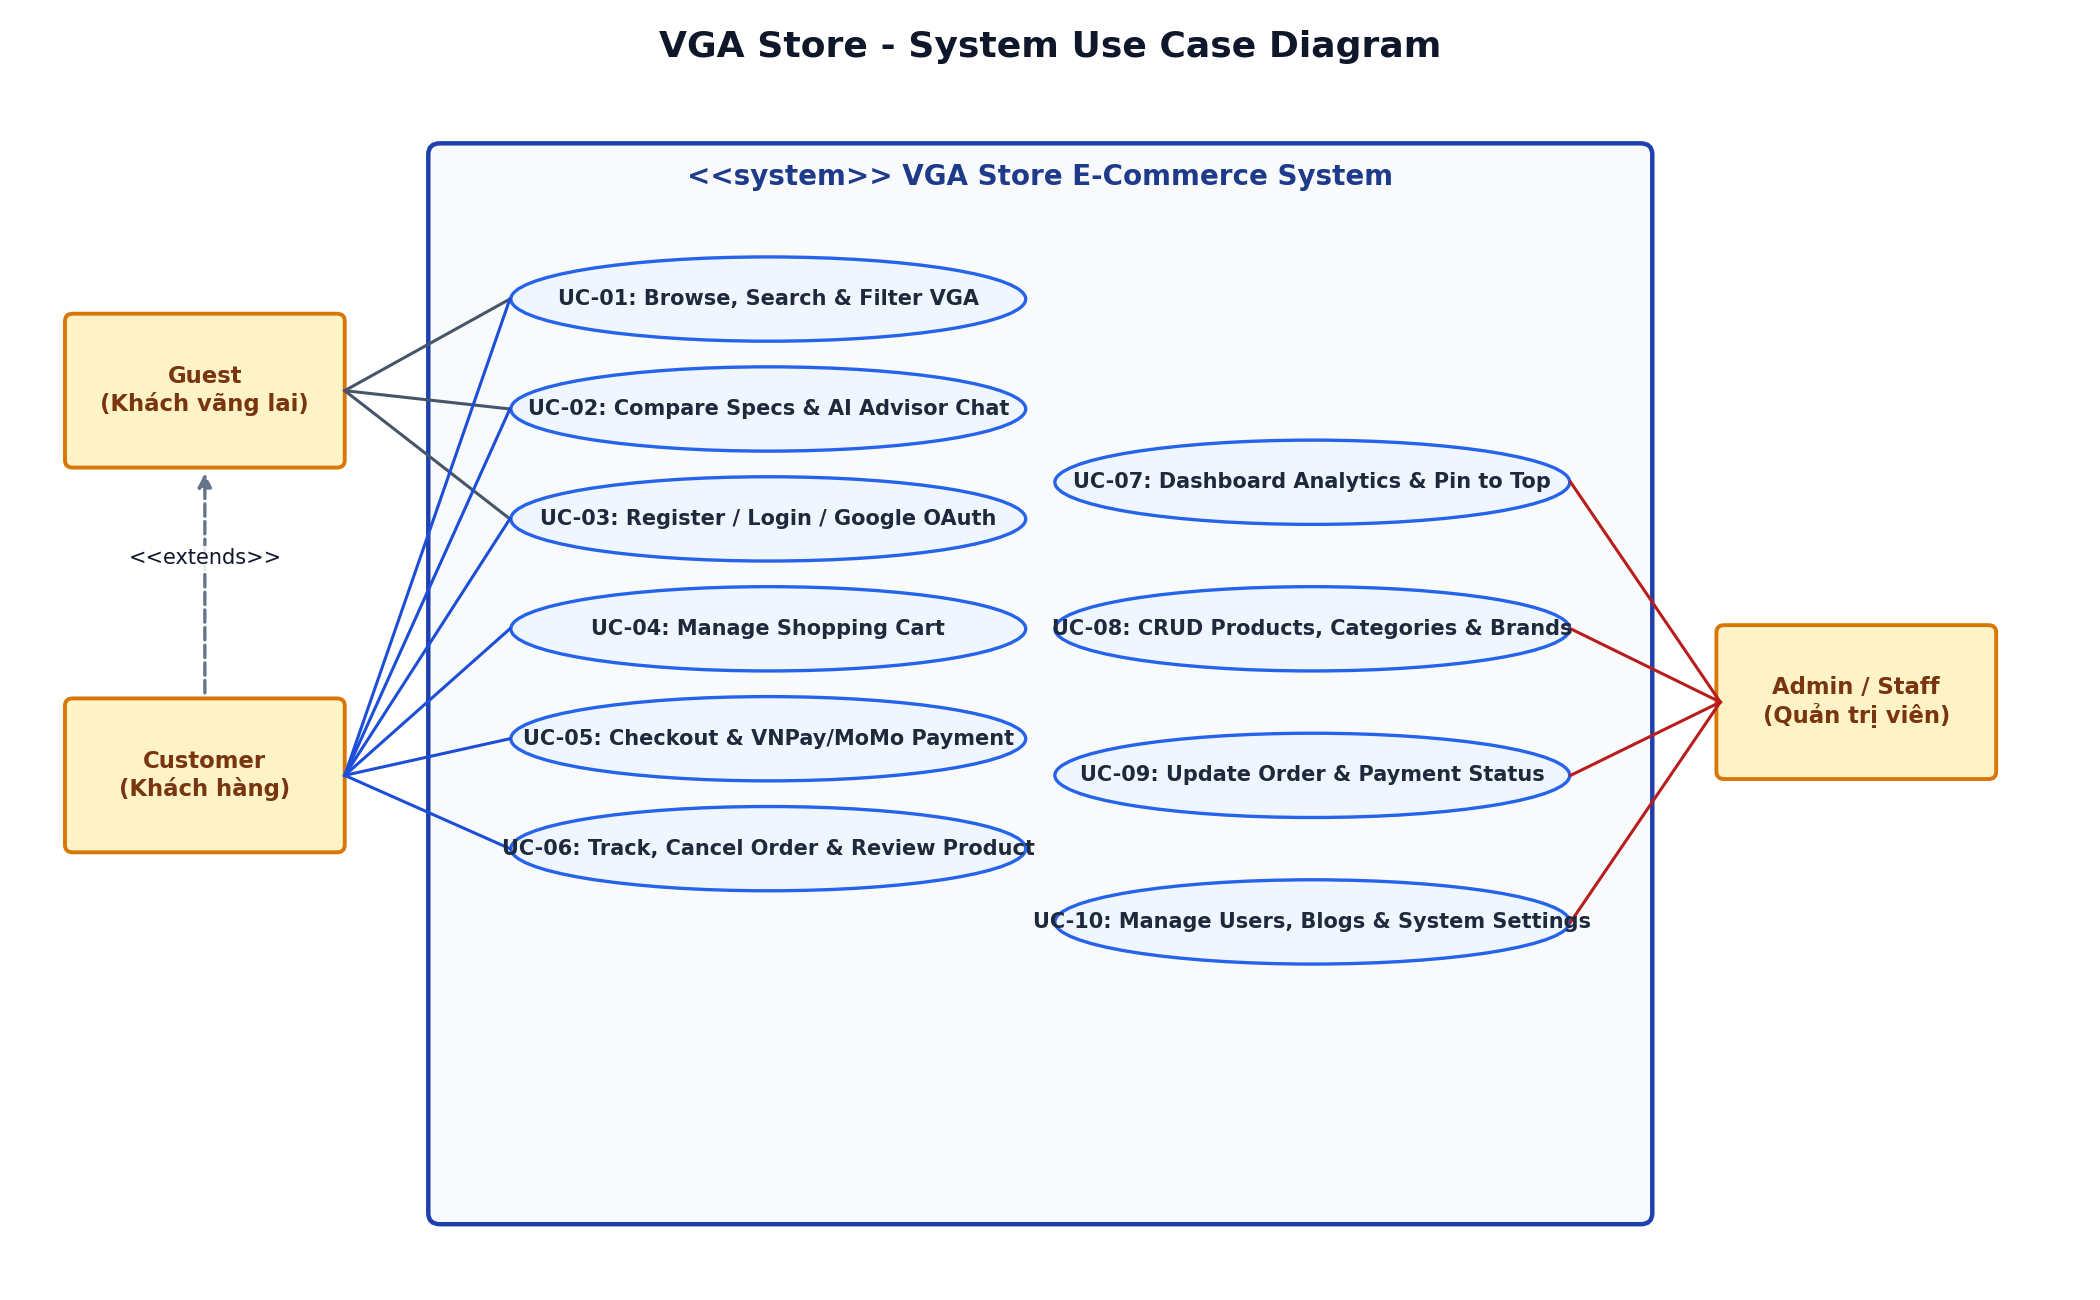 VGA Store - System Use Case Diagram
<<system>> VGA Store E-Commerce System
Guest
(Khách vãng lai)
<<extends>>
Customer
(Khách hàng)
UC-01: Browse, Search & Filter VGA
UC-02: Compare Specs & AI Advisor Chat
UC-03: Register / Login / Google OAuth
UC-04: Manage Shopping Cart
UC-05: Checkout & VNPay/MoMo Payment
UC-06: Track, Cancel Order & Review Product
UC-07: Dashboard Analytics & Pin to Top
UC-08: CRUD Products, Categories & Brands
UC-09: Update Order & Payment Status
UC-10: Manage Users, Blogs & System Settings
Admin / Staff
(Quản trị viên)